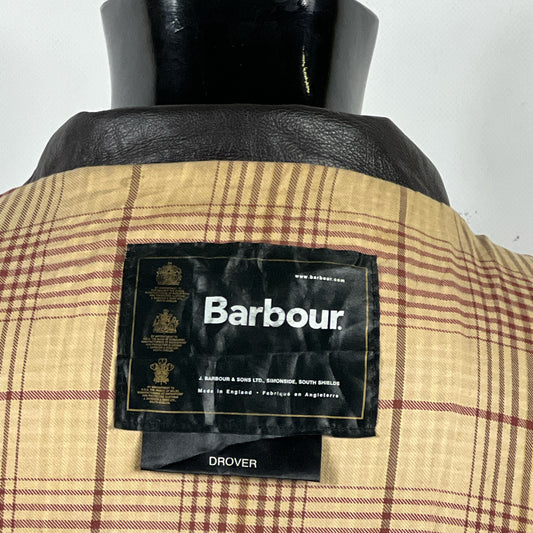 www.barbour.com
Barbour.
J. BARBOUR & SONS LTD., SIMONSIDE, SOUTH SHIELDS
Made in England • Fabriqué en Angleterre
DROVER